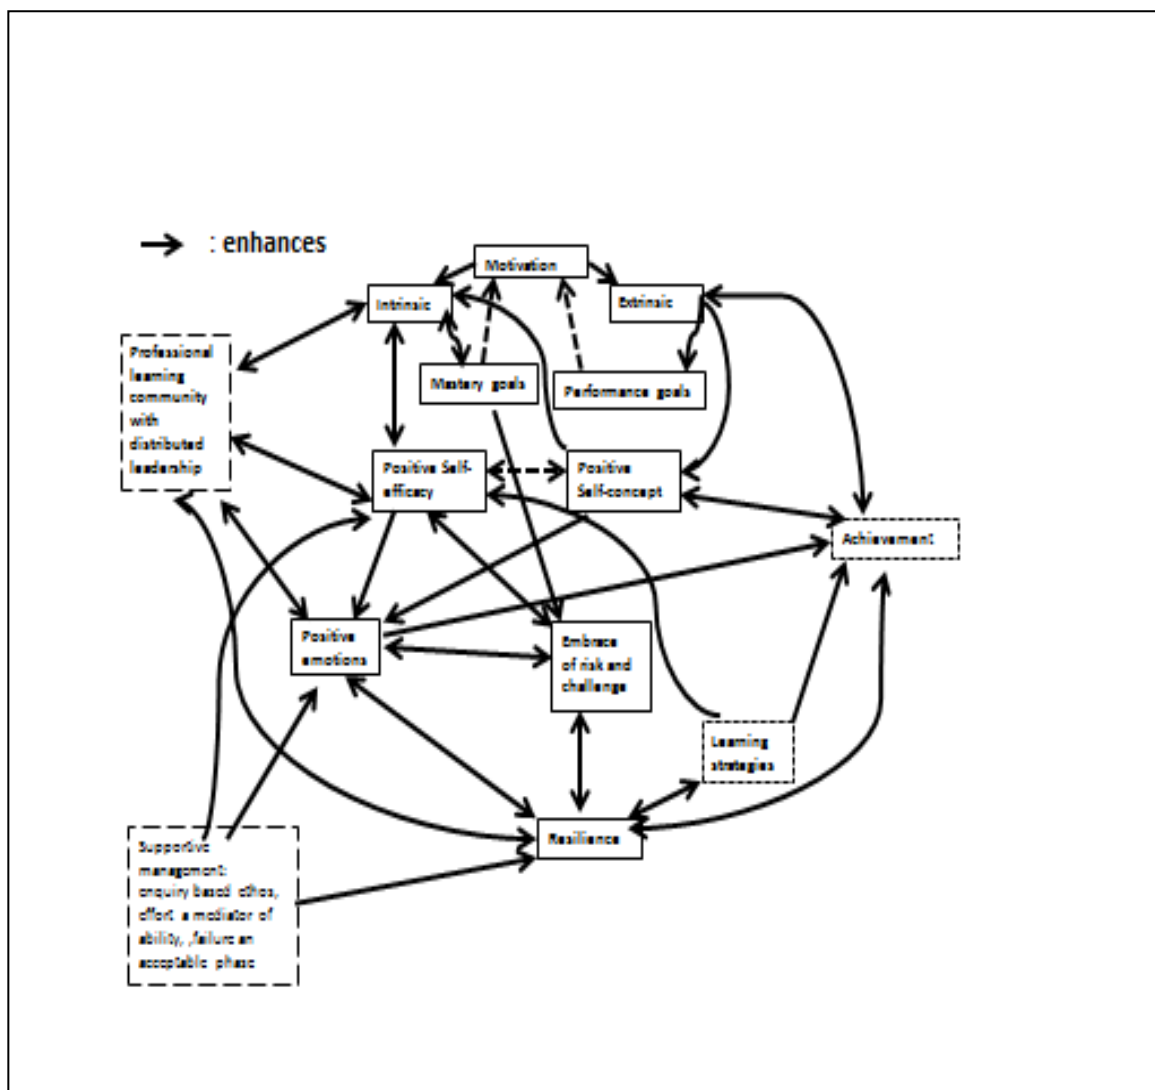 : enhances
Motivation
Intrinsic
Extrinsic
Professional
learning
community
with
distributed
leadership
Mastery goals
Performance goals
Positive Self-
efficacy
Positive
Self-concept
Achievement
Positive
emotions
Embrace
of risk and
challenge
Learning
strategies
Resilience
Supportive
management:
enquiry based ethos,
effort a mediator of
ability, ,failure an
acceptable phase